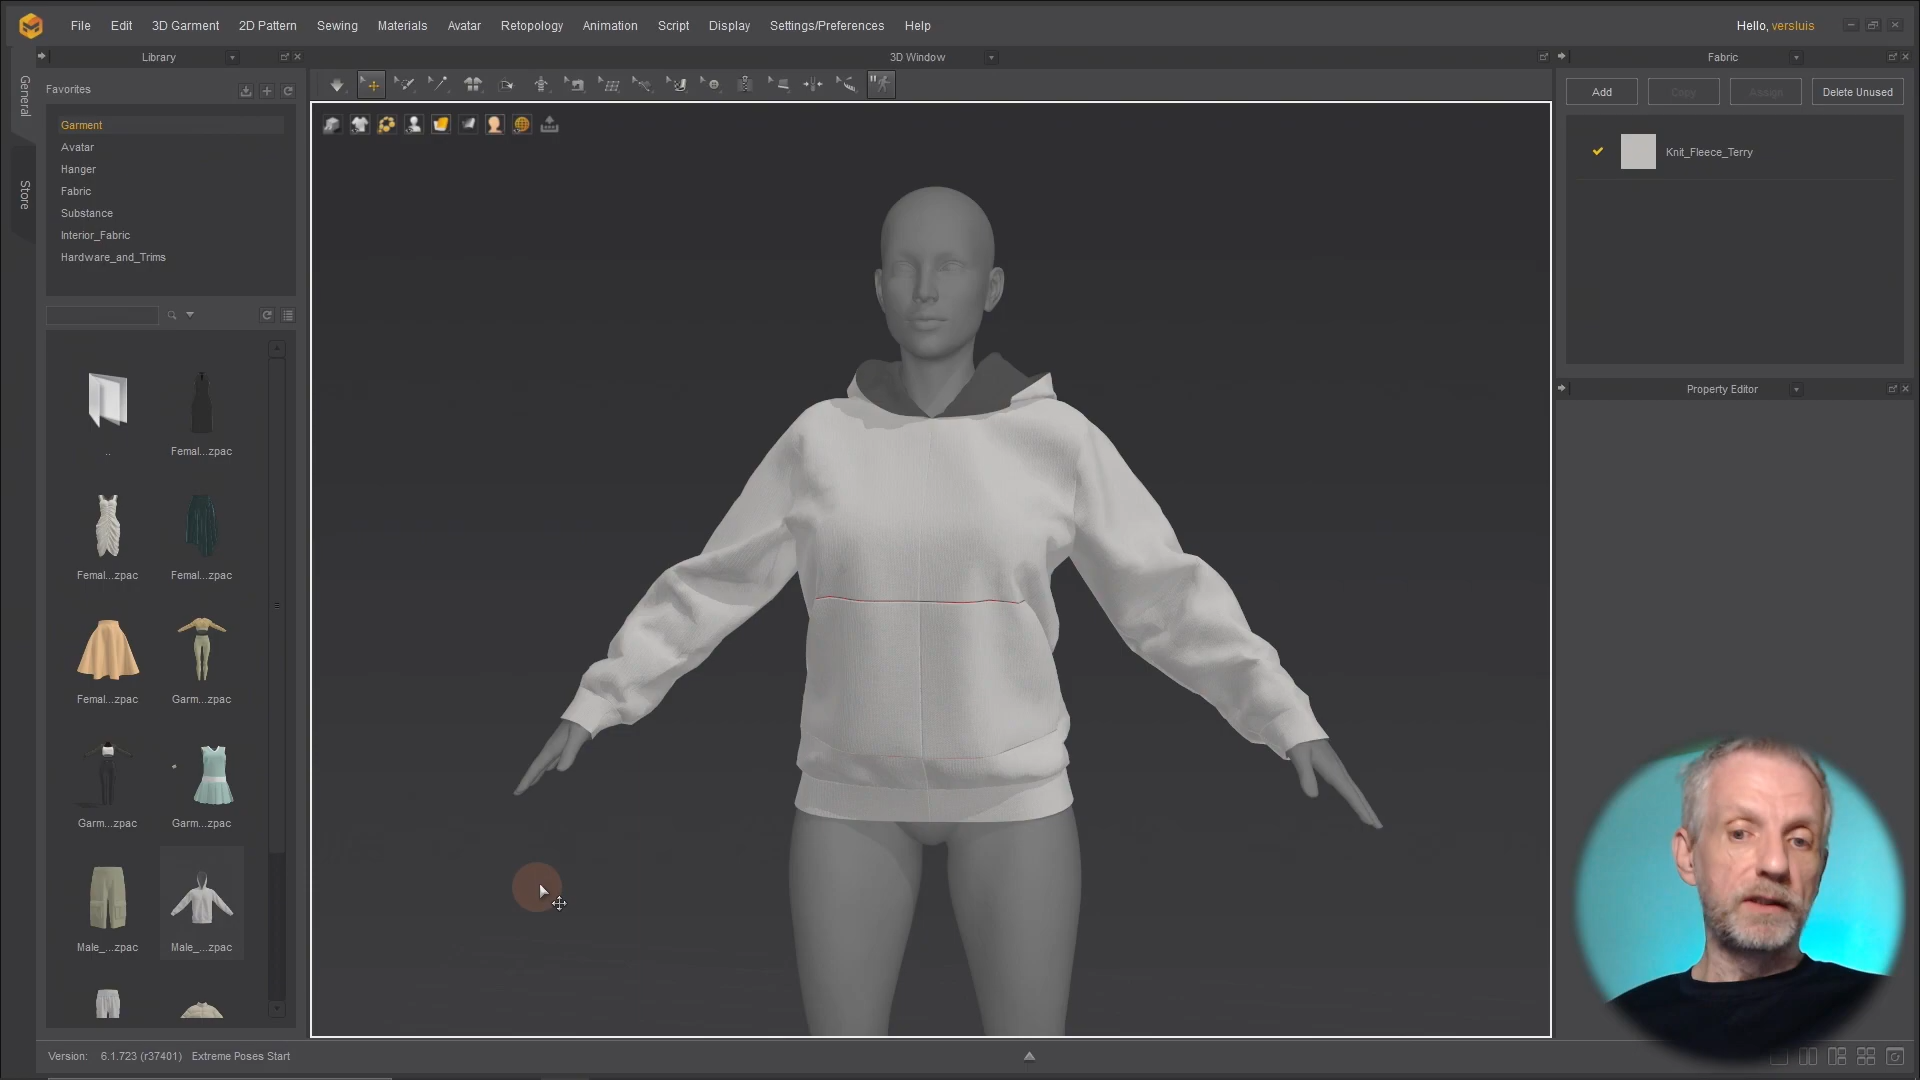 File Edit 3D Garment 2D Pattern Sewing Materials Avatar Retopology Animation Script Display Settings/Preferences Help Hello, versluis
Library 3D Window Fabric
General
Store
Favorites
Add Copy Assign Delete Unused
Garment
Avatar
Hanger
Fabric
Substance
Interior_Fabric
Hardware_and_Trims
Knit_Fleece_Terry
Property Editor
.. Femal...zpac
Femal...zpac Femal...zpac
Femal...zpac Garm...zpac
Garm...zpac Garm...zpac
Male_...zpac Male_...zpac
Version: 6.1.723 (r37401) Extreme Poses Start